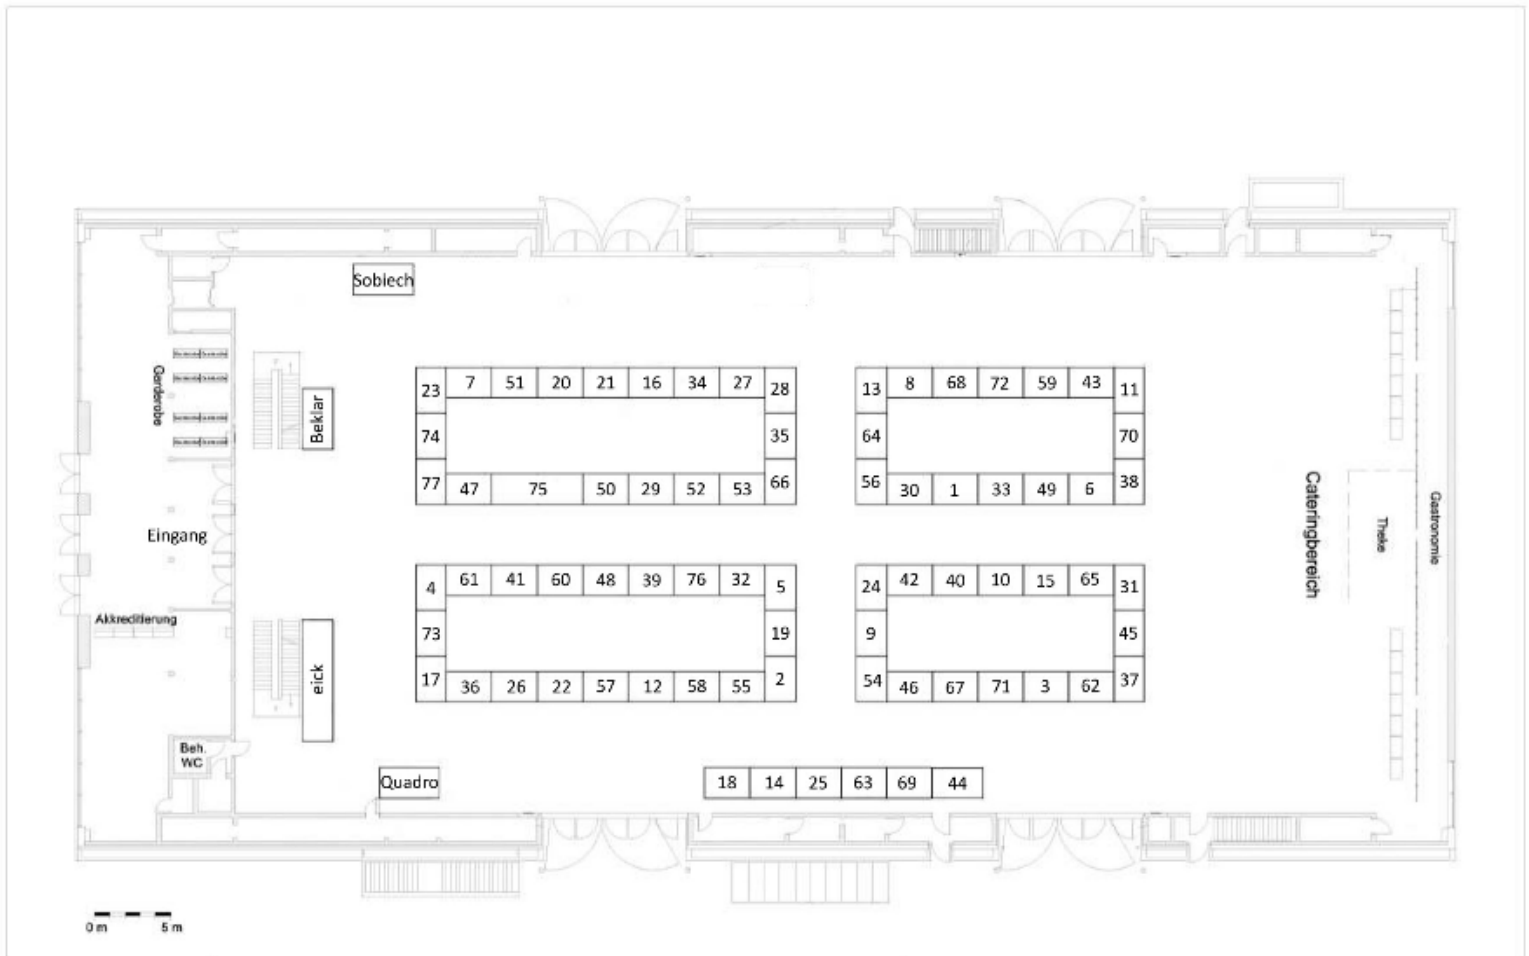 Sobiech
Garderobe
Beklar
23 7 51 20 21 16 34 27 28
74 35
77 47 75 50 29 52 53 66
13 8 68 72 59 43 11
64 70
56 30 1 33 49 6 38
Eingang
Cateringbereich
Theke
Gastronomie
Akkreditierung
eick
4 61 41 60 48 39 76 32 5
73 19
17 36 26 22 57 12 58 55 2
24 42 40 10 15 65 31
9 45
54 46 67 71 3 62 37
Beh.
WC
Quadro
18 14 25 63 69 44
0 m 5 m